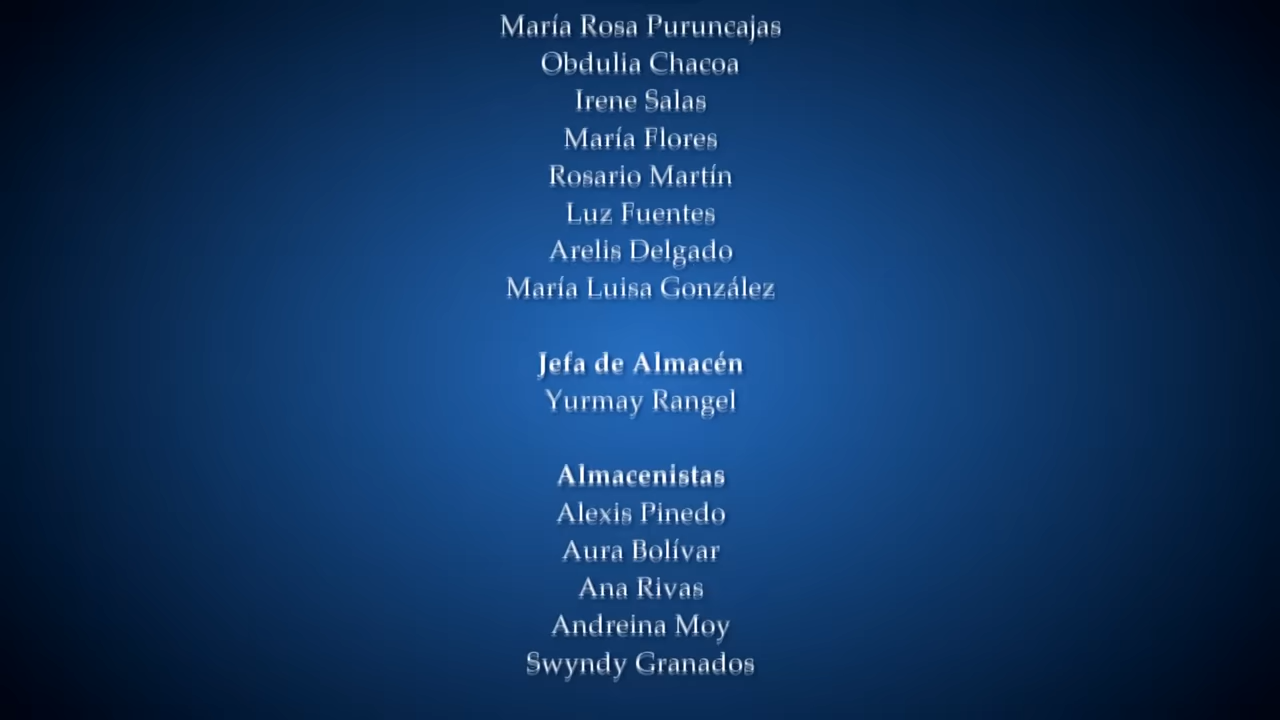 María Rosa Puruncajas
Obdulia Chacoa
Irene Salas
María Flores
Rosario Martín
Luz Fuentes
Arelis Delgado
María Luisa González
Jefa de Almacén
Yurmay Rangel
Almacenistas
Alexis Pinedo
Aura Bolívar
Ana Rivas
Andreina Moy
Swyndy Granados